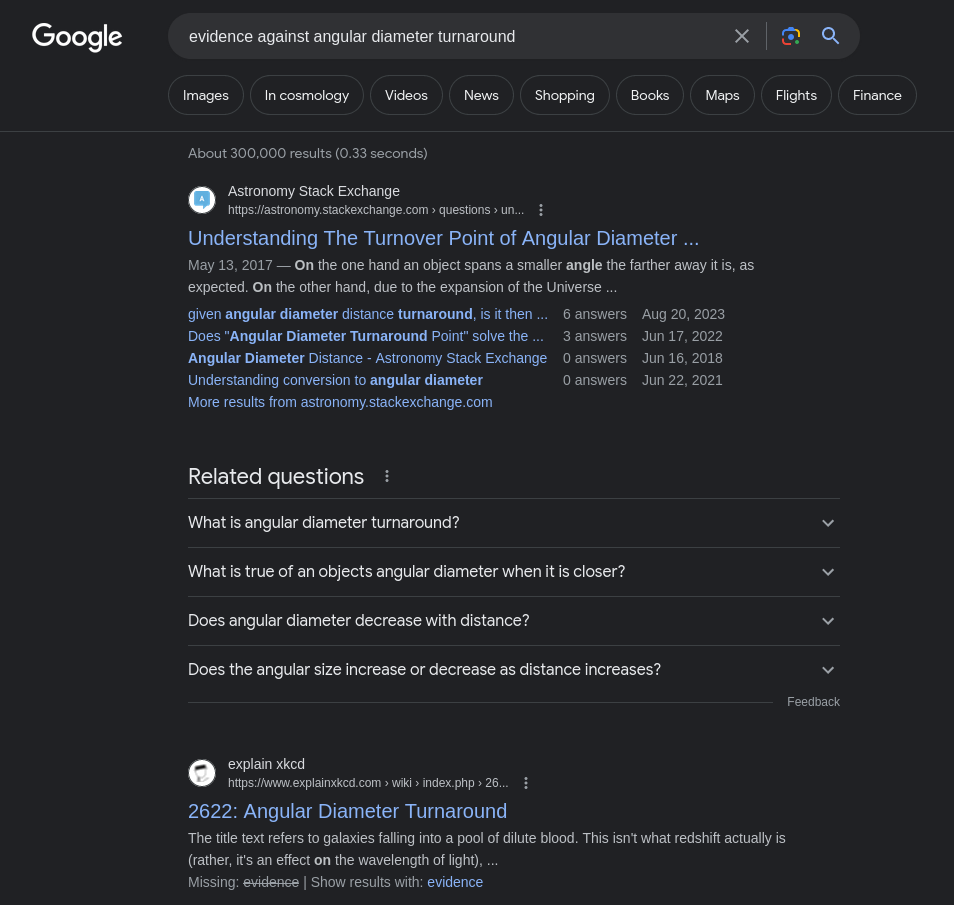 Google
evidence against angular diameter turnaround
Images
In cosmology
Videos
News
Shopping
Books
Maps
Flights
Finance
About 300,000 results (0.33 seconds)
Astronomy Stack Exchange
https://astronomy.stackexchange.com › questions › un...
Understanding The Turnover Point of Angular Diameter ...
May 13, 2017 — On the one hand an object spans a smaller angle the farther away it is, as
expected. On the other hand, due to the expansion of the Universe ...
given angular diameter distance turnaround, is it then ... 6 answers Aug 20, 2023
Does "Angular Diameter Turnaround Point" solve the ... 3 answers Jun 17, 2022
Angular Diameter Distance - Astronomy Stack Exchange 0 answers Jun 16, 2018
Understanding conversion to angular diameter 0 answers Jun 22, 2021
More results from astronomy.stackexchange.com
Related questions
What is angular diameter turnaround?
What is true of an objects angular diameter when it is closer?
Does angular diameter decrease with distance?
Does the angular size increase or decrease as distance increases?
Feedback
explain xkcd
https://www.explainxkcd.com › wiki › index.php › 26...
2622: Angular Diameter Turnaround
The title text refers to galaxies falling into a pool of dilute blood. This isn't what redshift actually is
(rather, it's an effect on the wavelength of light), ...
Missing: evidence | Show results with: evidence